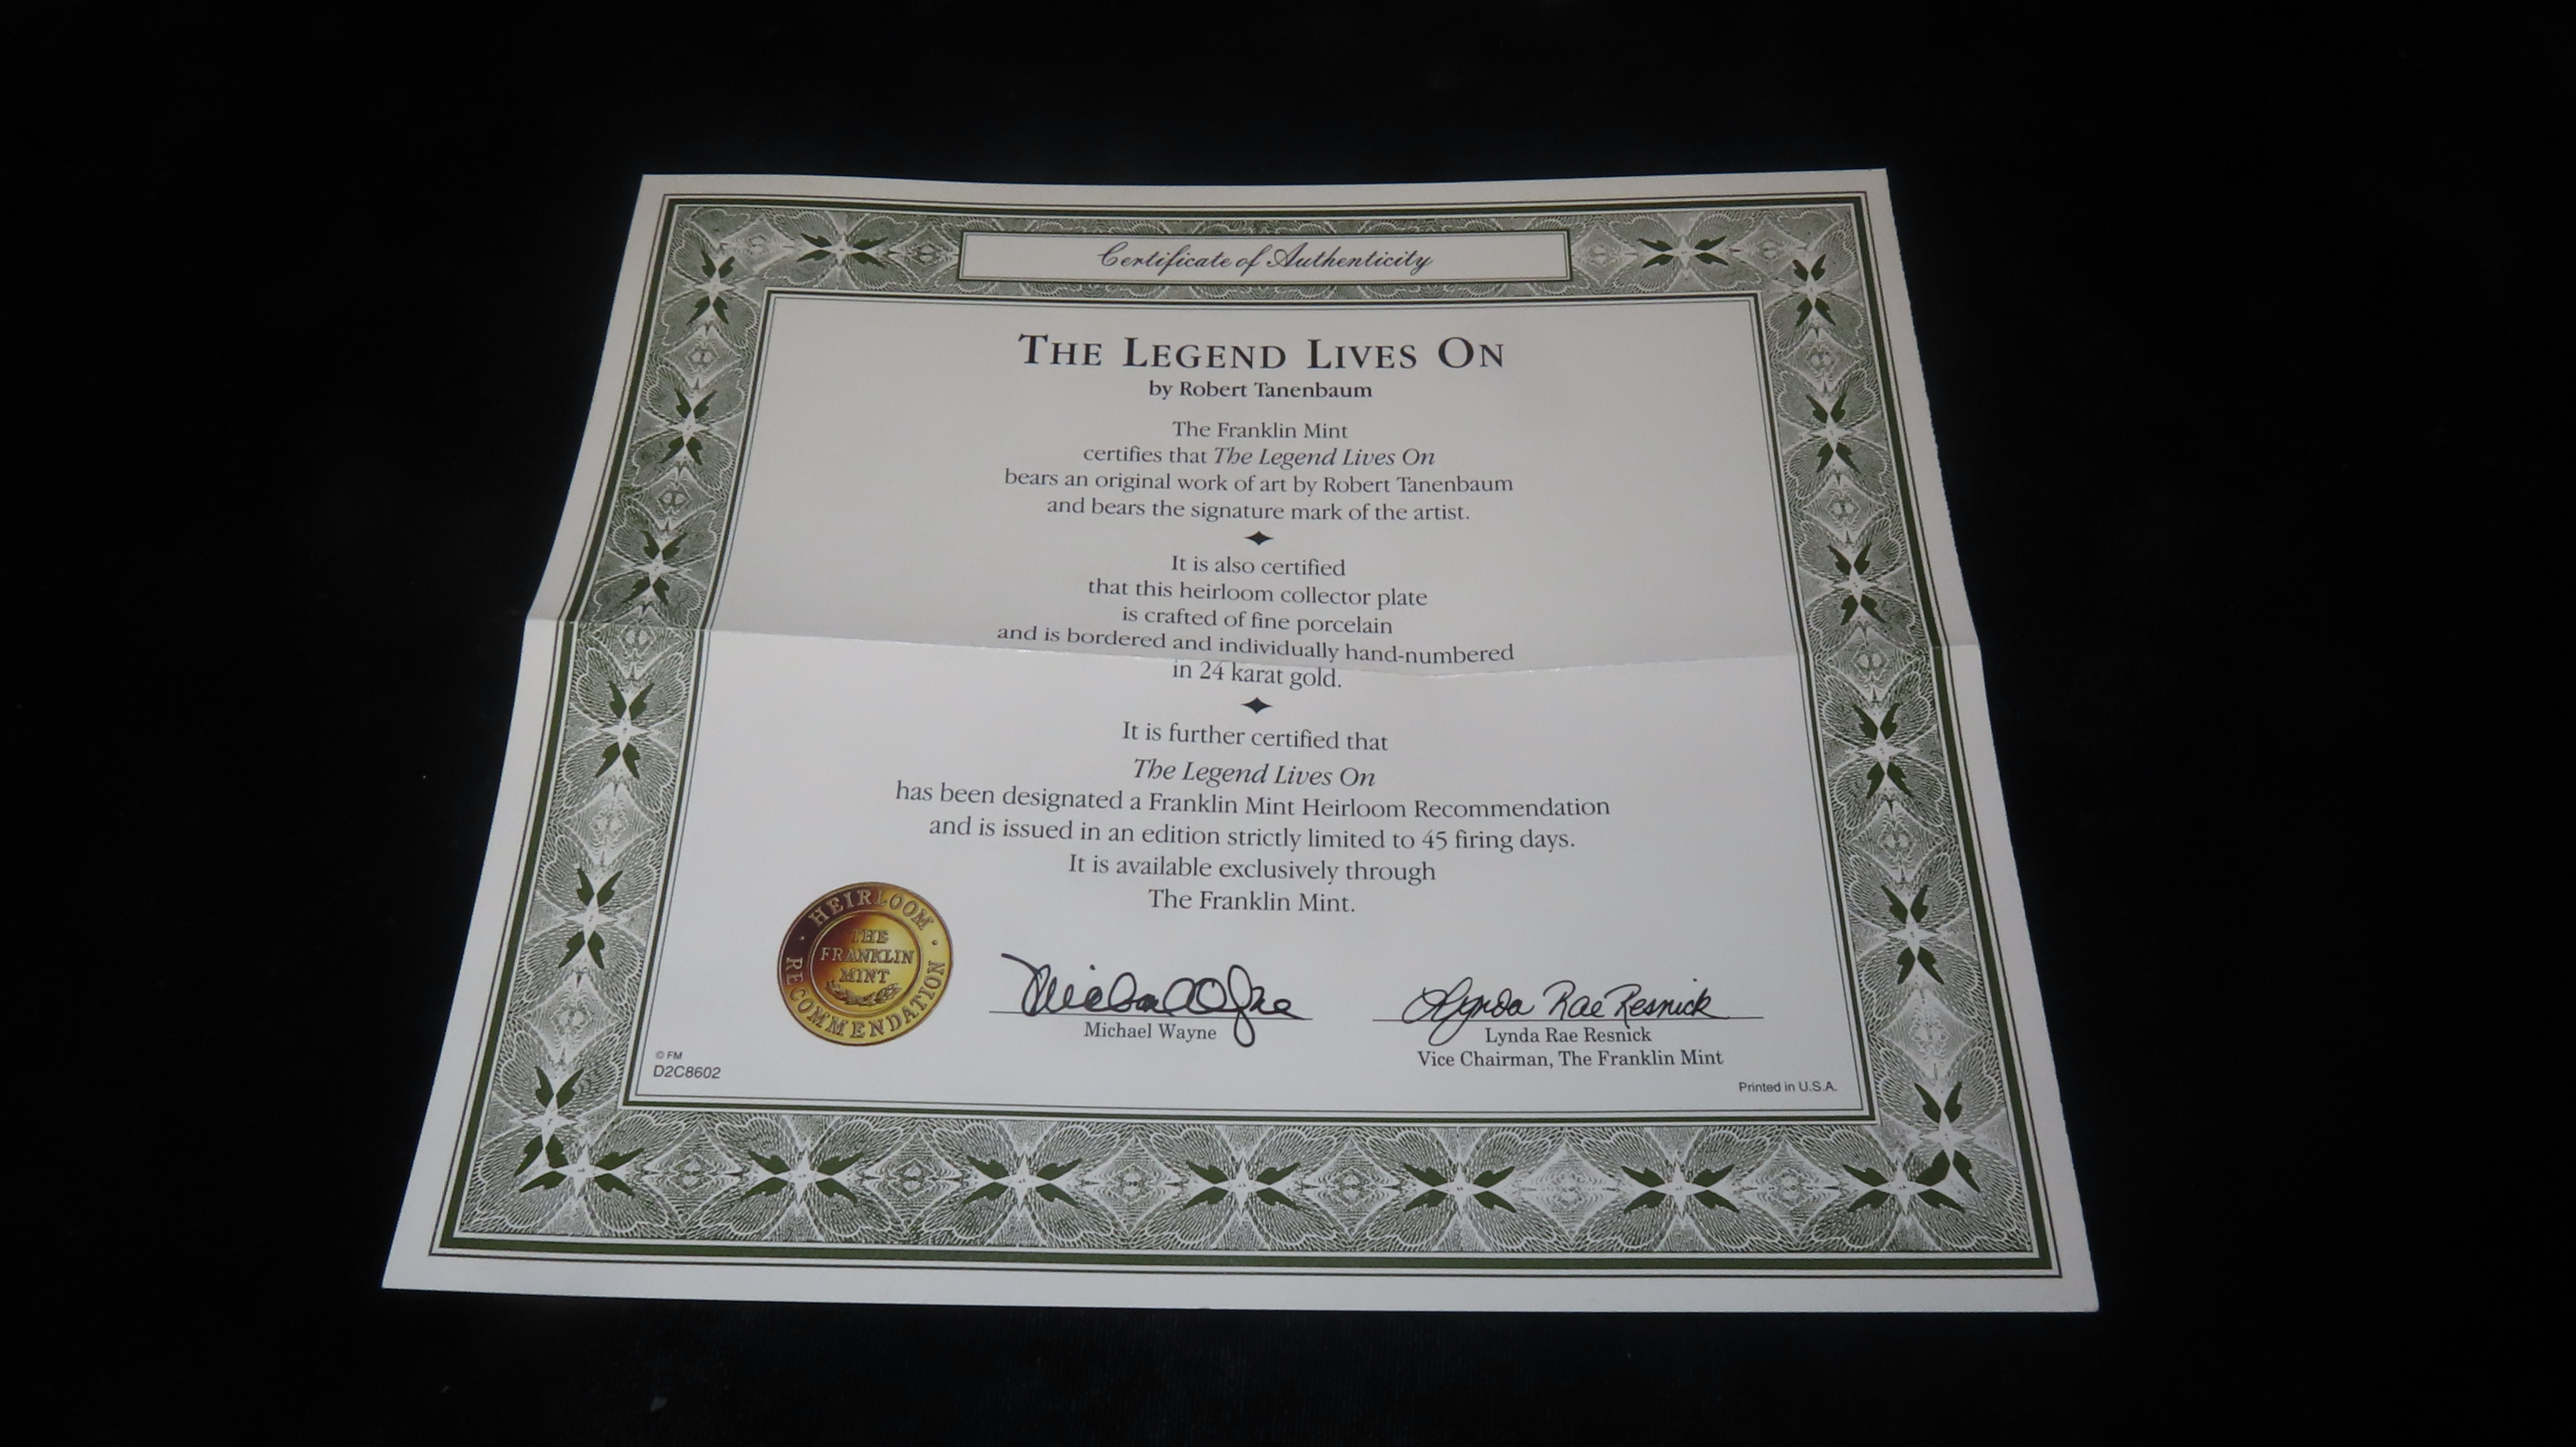 Certificate of Authenticity
THE LEGEND LIVES ON
by Robert Tanenbaum
The Franklin Mint
certifies that The Legend Lives On
bears an original work of art by Robert Tanenbaum
and bears the signature mark of the artist.
It is also certified
that this heirloom collector plate
is crafted of fine porcelain
and is bordered and individually hand-numbered
in 24 karat gold.
It is further certified that
The Legend Lives On
has been designated a Franklin Mint Heirloom Recommendation
and is issued in an edition strictly limited to 45 firing days.
It is available exclusively through
The Franklin Mint.
HEIRLOOM
RECOMMENDATION
THE
FRANKLIN
MINT
Michael Wayne
Michael Wayne
Lynda Rae Resnick
Lynda Rae Resnick
Vice Chairman, The Franklin Mint
© FM
D2C8602
Printed in U.S.A.